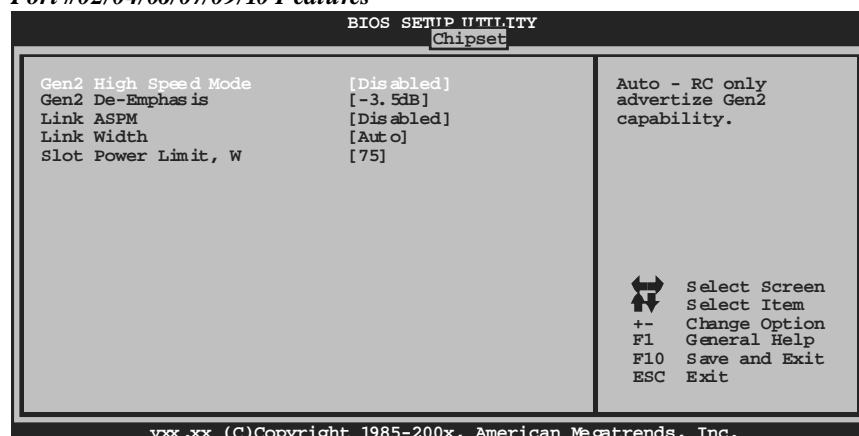 Port #02/04/03/07/09/10 Features
BIOS SETUP UTILITY
Chipset
Gen2 High Speed Mode [Disabled]
Gen2 De-Emphasis [-3.5dB]
Link ASPM [Disabled]
Link Width [Auto]
Slot Power Limit, W [75]
Auto - RC only
advertize Gen2
capability.
Select Screen
Select Item
+- Change Option
F1 General Help
F10 Save and Exit
ESC Exit
vxx.xx (C)Copyright 1985-200x, American Megatrends, Inc.